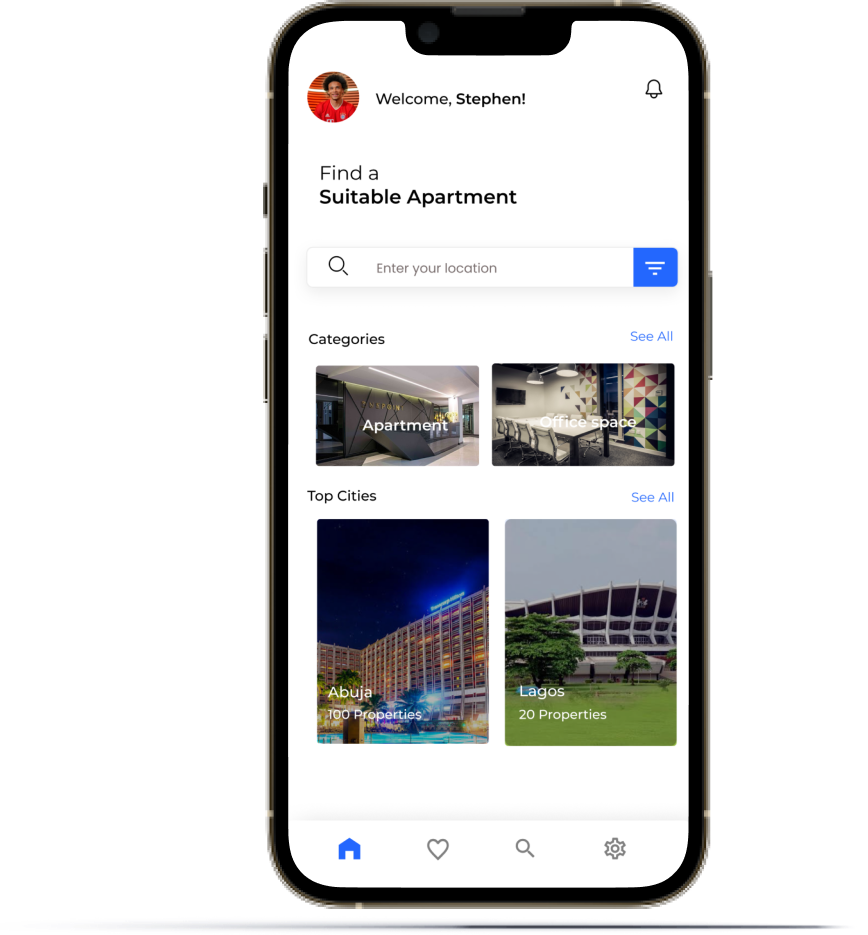 Welcome, Stephen!
Find a
Suitable Apartment
Enter your location
Categories
See All
Apartment
Office space
Top Cities
See All
Abuja
100 Properties
Lagos
20 Properties